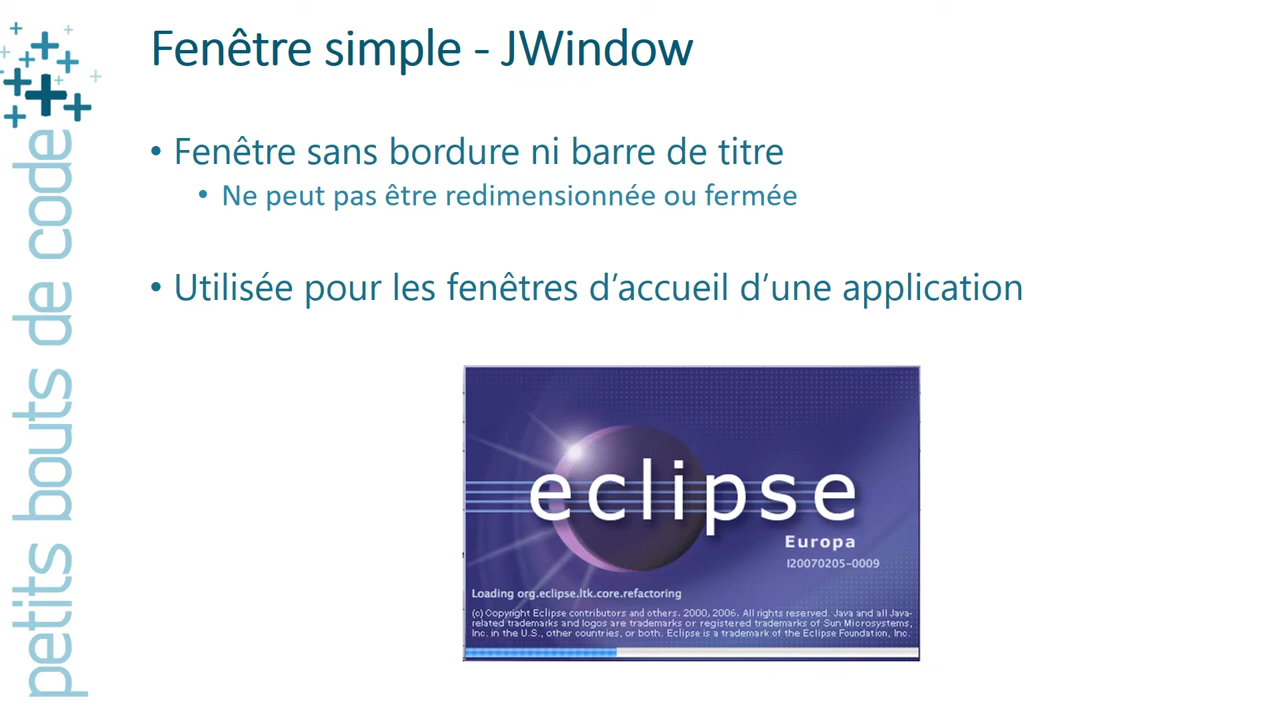 Fenêtre simple - JWindow
• Fenêtre sans bordure ni barre de titre
• Ne peut pas être redimensionnée ou fermée
• Utilisée pour les fenêtres d’accueil d’une application
petits bouts de code
eclipse
Europa
I20070205-0009
Loading org.eclipse.ltk.core.refactoring
(c) Copyright Eclipse contributors and others. 2000, 2006. All rights reserved. Java and all Java-
related trademarks and logos are trademarks or registered trademarks of Sun Microsystems,
Inc. in the U.S., other countries, or both. Eclipse is a trademark of the Eclipse Foundation, Inc.